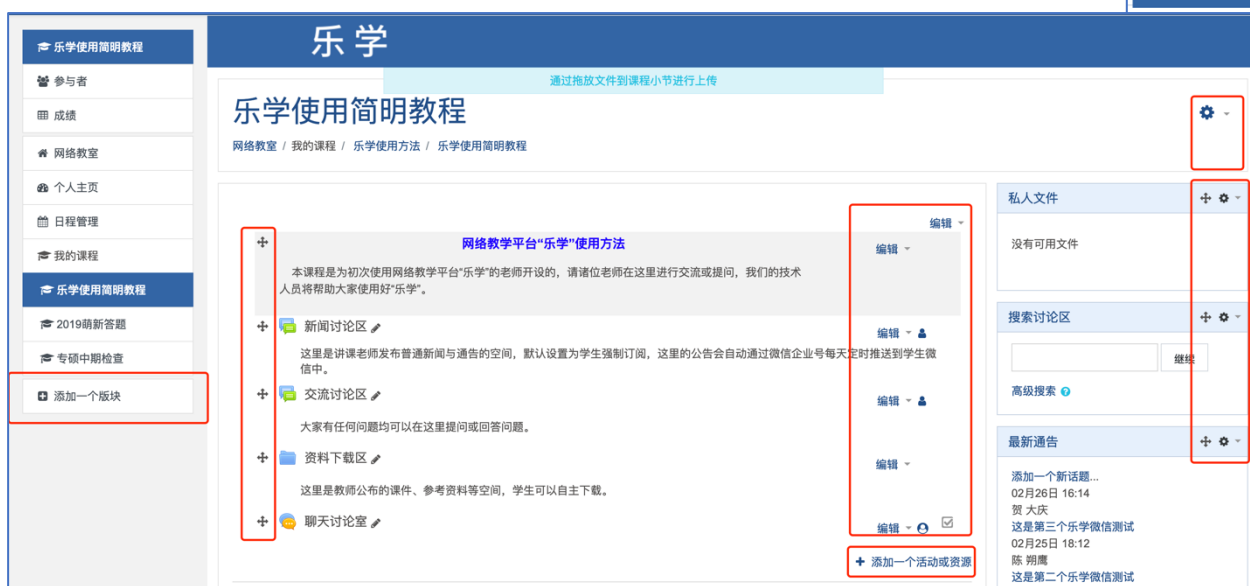 乐学使用简明教程
参与者
成绩
网络教室
个人主页
日程管理
我的课程
乐学使用简明教程
2019萌新答题
专硕中期检查
添加一个版块
乐学
通过拖放文件到课程小节进行上传
乐学使用简明教程
网络教室 / 我的课程 / 乐学使用方法 / 乐学使用简明教程
编辑
网络教学平台“乐学”使用方法
编辑
本课程是为初次使用网络教学平台“乐学”的老师开设的，请诸位老师在这里进行交流或提问，我们的技术
人员将帮助大家使用好“乐学”。
新闻讨论区
编辑
这里是讲课老师发布普通新闻与通告的空间，默认设置为学生强制订阅，这里的公告会自动通过微信企业号每天定时推送到学生微
信中。
交流讨论区
编辑
大家有任何问题均可以在这里提问或回答问题。
资料下载区
编辑
这里是教师公布的课件、参考资料等空间，学生可以自主下载。
聊天讨论室
编辑
添加一个活动或资源
私人文件
没有可用文件
搜索讨论区
继续
高级搜索
最新通告
添加一个新话题...
02月26日 16:14
贺 大庆
这是第三个乐学微信测试
02月25日 18:12
陈 朔鹰
这是第二个乐学微信测试